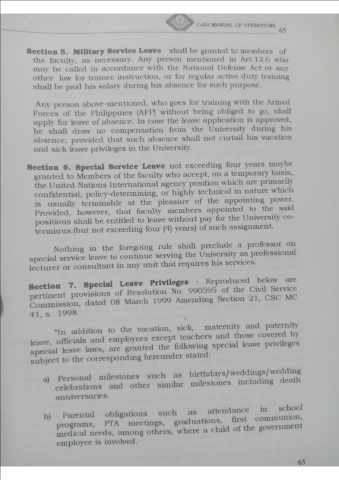 CvSU MANUAL OF OPERATIONS
65
Section 5. Military Service Leave shall be granted to members of
the faculty, as necessary. Any person mentioned in Art.12.6 who
may be called in accordance with the National Defense Act or any
other law for trainee instruction, or for regular active duty training
shall be paid his salary during his absence for such purpose.
Any person above-mentioned, who goes for training with the Armed
Forces of the Philippines (AFP) without being obliged to go, shall
apply for leave of absence. In case the leave application is approved,
he shall draw no compensation from the University during his
absence; provided that such absence shall not curtail his vacation
and sick leave privileges in the University.
Section 6. Special Service Leave not exceeding four years maybe
granted to Members of the faculty who accept, on a temporary basis,
the United Nations International agency position which are primarily
confidential, policy-determining, or highly technical in nature which
is usually terminable at the pleasure of the appointing power.
Provided, however, that faculty members appointed to the said
positions shall be entitled to leave without pay for the University co-
terminus.(but not exceeding four (4) years) of such assignment.
Nothing in the foregoing rule shall preclude a professor on
special service leave to continue serving the University as professional
lecturer or consultant in any unit that requires his services.
Section 7. Special Leave Privileges - Reproduced below are
pertinent provisions of Resolution No. 990595 of the Civil Service
Commission, dated 08 March 1999 Amending Section 21, CSC MC
41, s. 1998.
"In addition to the vacation, sick, maternity and paternity
leave, officials and employees except teachers and those covered by
special leave laws, are granted the following special leave privileges
subject to the corresponding hereunder stated:
a) Personal milestones such as birthdays/weddings/wedding
celebrations and other similar milestones including death
anniversaries.
b) Parental obligations such as attendance in school
programs, PTA meetings, graduations, first communion,
medical needs, among others, where a child of the government
employee is involved.
65